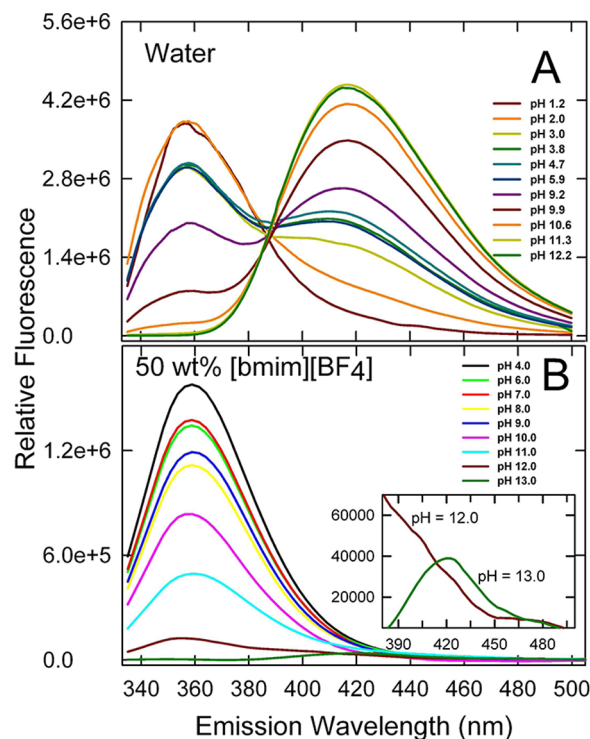 5.6e+6
Water
A
4.2e+6
pH 1.2
pH 2.0
pH 3.0
pH 3.8
2.8e+6
pH 4.7
pH 5.9
pH 9.2
pH 9.9
1.4e+6
pH 10.6
pH 11.3
pH 12.2
0.0
Relative Fluorescence
50 wt% [bmim][BF4]
B
pH 4.0
pH 6.0
pH 7.0
pH 8.0
pH 9.0
pH 10.0
pH 11.0
pH 12.0
pH 13.0
1.2e+6
6.0e+5
0.0
60000
40000
20000
pH = 12.0
pH = 13.0
390 420 450 480
340 360 380 400 420 440 460 480 500
Emission Wavelength (nm)